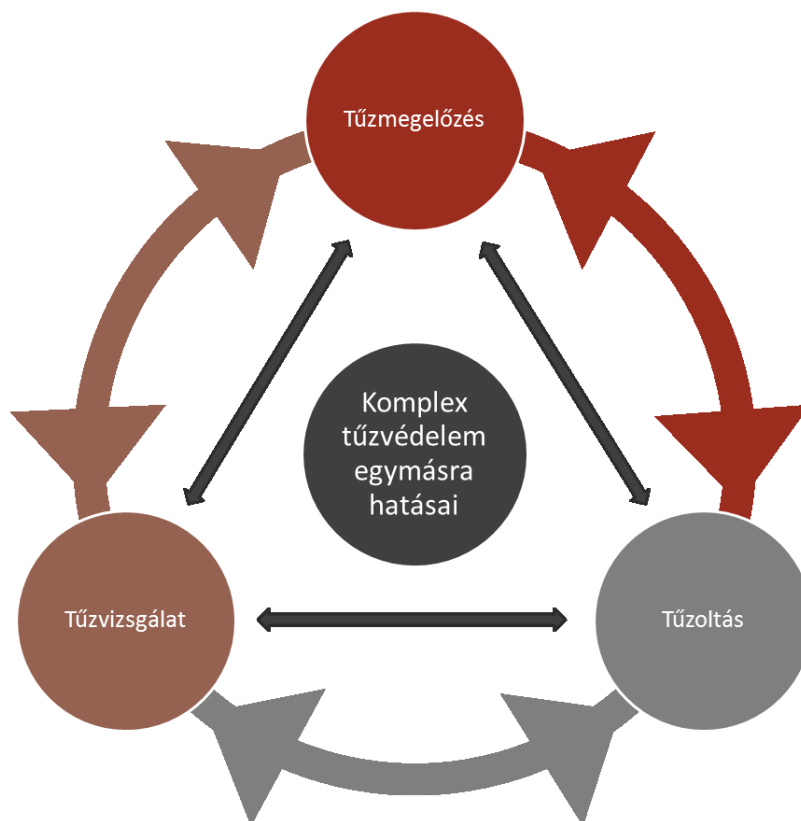 Tűzmegelőzés
Komplex
tűzvédelem
egymásra
hatásai
Tűzvizsgálat
Tűzoltás